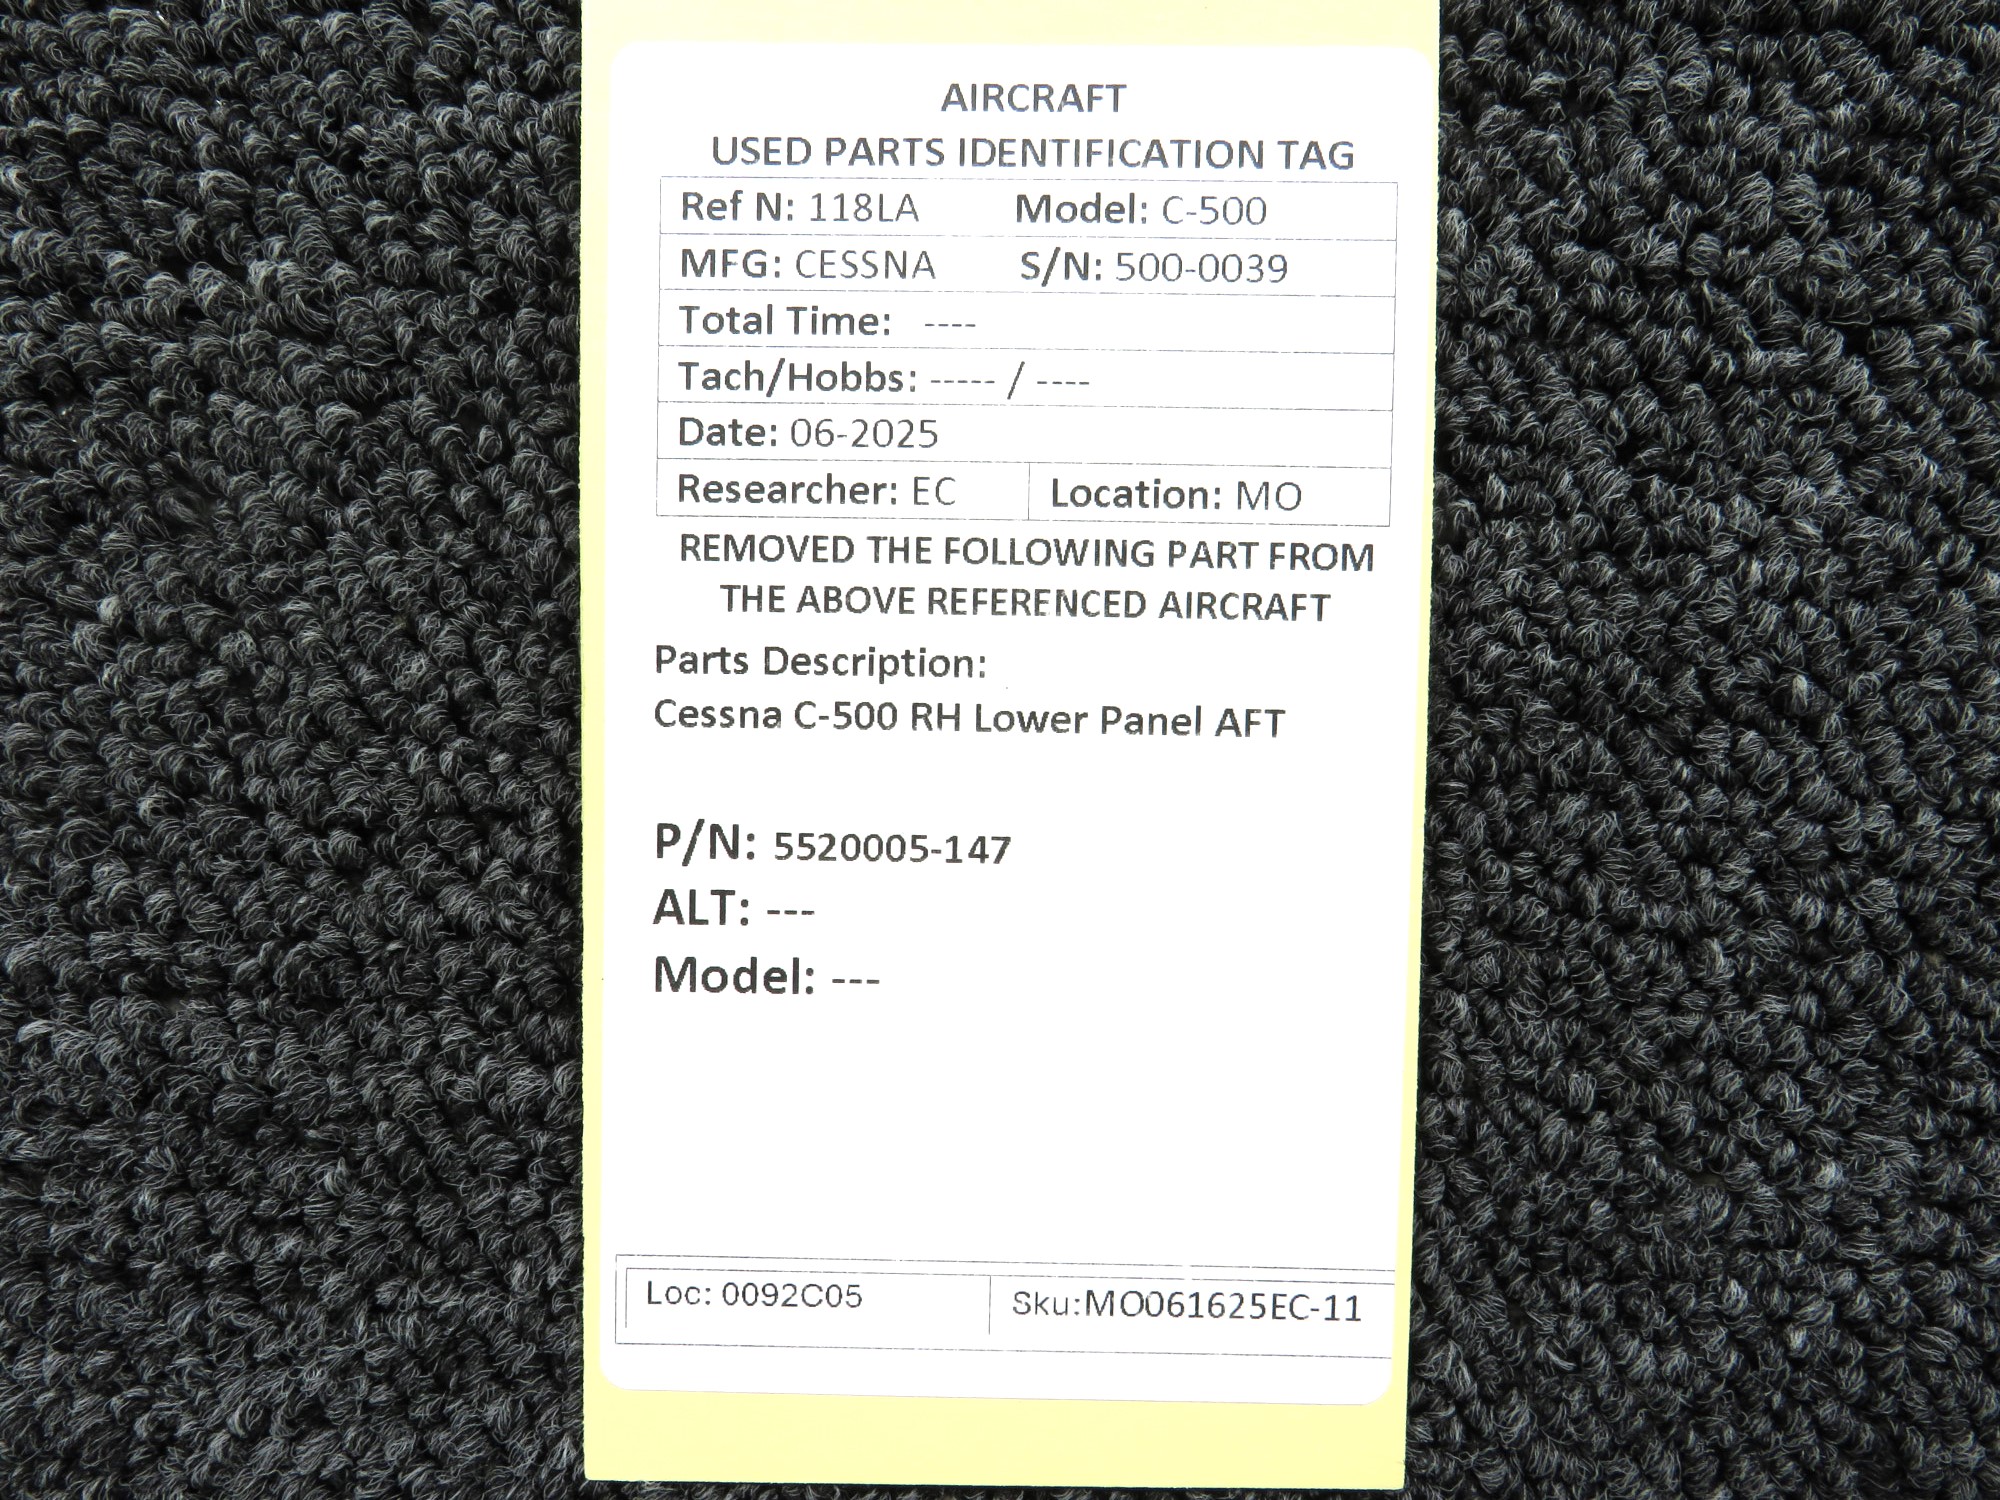 AIRCRAFT
USED PARTS IDENTIFICATION TAG
Ref N: 118LA Model: C-500
MFG: CESSNA S/N: 500-0039
Total Time: ----
Tach/Hobbs: ----- / ----
Date: 06-2025
Researcher: EC Location: MO
REMOVED THE FOLLOWING PART FROM
THE ABOVE REFERENCED AIRCRAFT
Parts Description:
Cessna C-500 RH Lower Panel AFT
P/N: 5520005-147
ALT: ---
Model: ---
Loc: 0092C05 Sku:MO061625EC-11